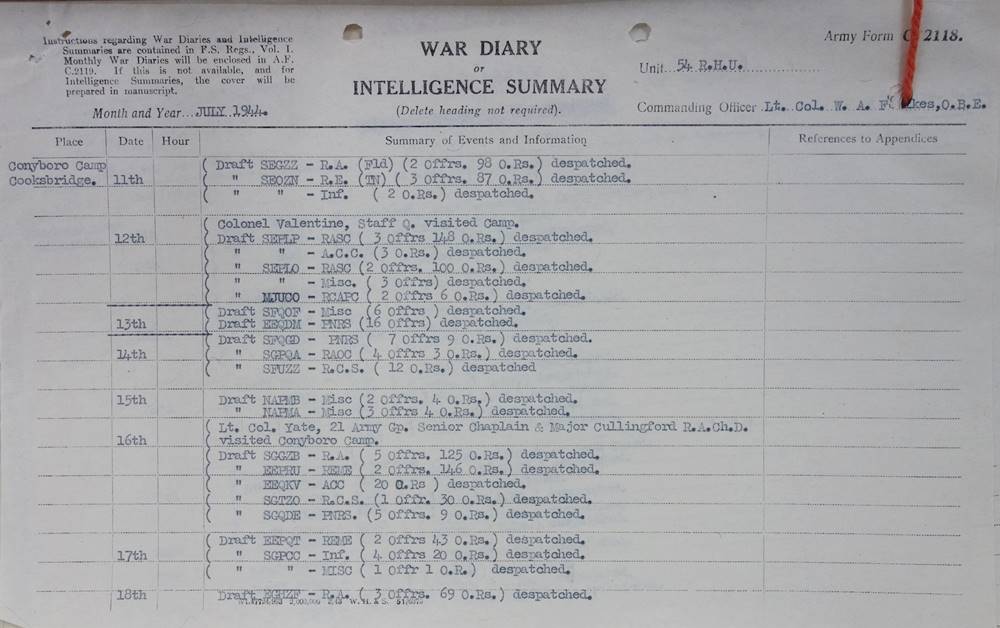 Instructions regarding War Diaries and Intelligence
Summaries are contained in F.S. Regs., Vol. I.
Monthly War Diaries will be enclosed in A.F.
C.2119. If this is not available, and for
Intelligence Summaries, the cover will be
prepared in manuscript.
Month and Year...JULY 1944.
WAR DIARY
or
INTELLIGENCE SUMMARY
(Delete heading not required).
Army Form C. 2118.
Unit...54 R.H.U.
Commanding Officer Lt. Col. W. A. O.B.E.
Place Date Hour Summary of Events and Information References to Appendices
Conyboro Camp ( Draft SEGZZ - R.A. (Fld) (2 Offrs. 98 O.Rs.) despatched.
Cooksbridge. 11th ( " SEOZN - R.E. (TN) ( 3 Offrs. 87 O.Rs.) despatched.
( " " - Inf. ( 2 O.Rs.) despatched.
( Colonel Valentine, Staff Q. visited Camp.
12th ( Draft SEPLP - RASC ( 3 Offrs 148 O.Rs.) despatched.
( " " - A.C.C. (3 O.Rs.) despatched.
( " SEPLO - RASC (2 Offrs. 100 O.Rs.) despatched.
( " " - Misc. ( 3 Offrs) despatched.
( " MJUCO - RCAPC ( 2 Offrs 6 O.Rs.) despatched.
( Draft SFQOF - Misc (6 Offrs ) despatched.
13th ( Draft EEQDM - PNRS (16 Offrs) despatched.
( Draft SFQGD - PNRS ( 7 Offrs 9 O.Rs.) despatched.
14th ( " SGPQA - RAOC ( 4 Offrs 3 O.Rs.) despatched.
( " SFUZZ - R.C.S. ( 12 O.Rs.) despatched
15th Draft NAPMB - Misc (2 Offrs. 4 O.Rs.) despatched.
" NAPMA - Misc (3 Offrs 4 O.Rs.) despatched.
( Lt. Col. Yate, 21 Army Gp. Senior Chaplain & Major Cullingford R.A.Ch.D.
16th ( visited Conyboro Camp.
( Draft SGGZB - R.A. ( 5 Offrs. 125 O.Rs.) despatched.
( " EEPRU - REME ( 2 Offrs. 146 O.Rs.) despatched.
( " EEQKV - ACC ( 20 O.Rs ) despatched.
( " SGTZO - R.C.S. (1 Offr. 30 O.Rs.) despatched.
( " SGQDE - PNRS. (5 Offrs. 9 O.Rs.) despatched.
( Draft EEPQT - REME ( 2 Offrs 43 O.Rs.) despatched.
17th ( " SGPCC - Inf. ( 4 Offrs 20 O.Rs.) despatched.
( " " - MISC ( 1 Offr 1 O.R.) despatched.
18th Draft EGHZF - R.A. ( 3 Offrs. 69 O.Rs.) despatched.